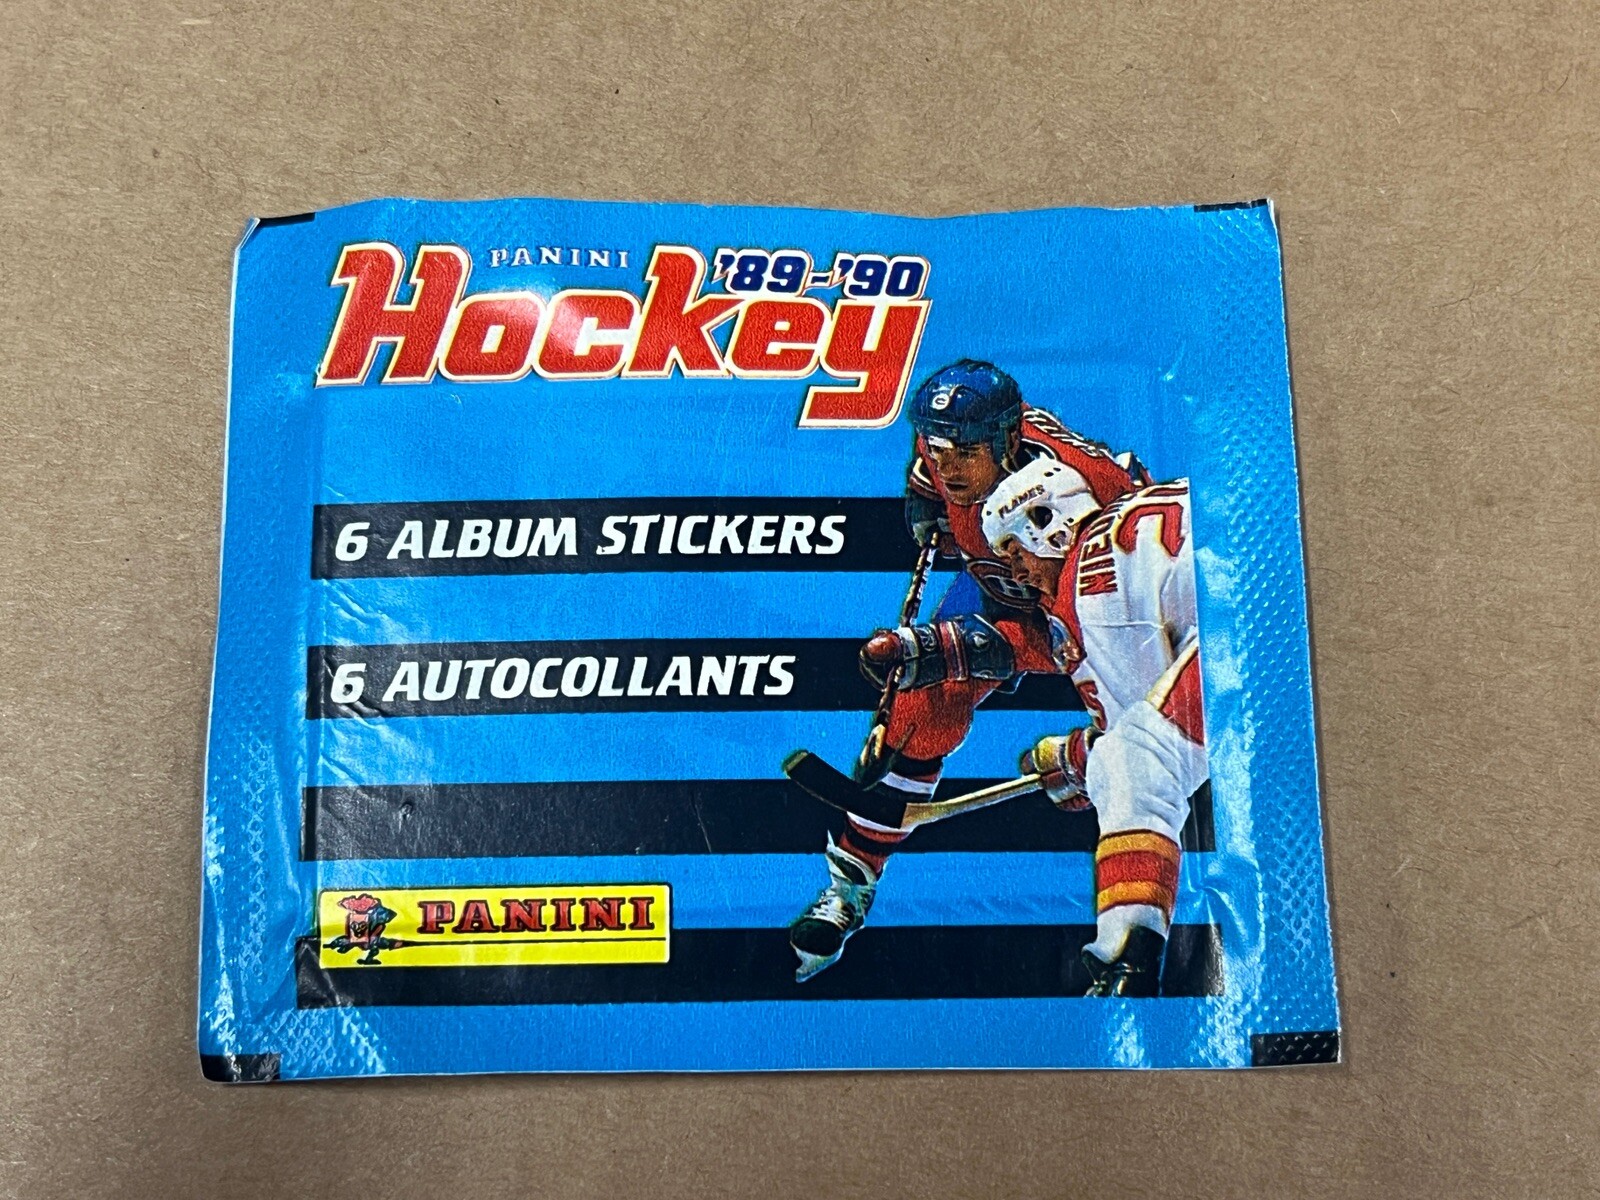 PANINI
Hockey '89-'90
6 ALBUM STICKERS
6 AUTOCOLLANTS
FLAMES
PANINI